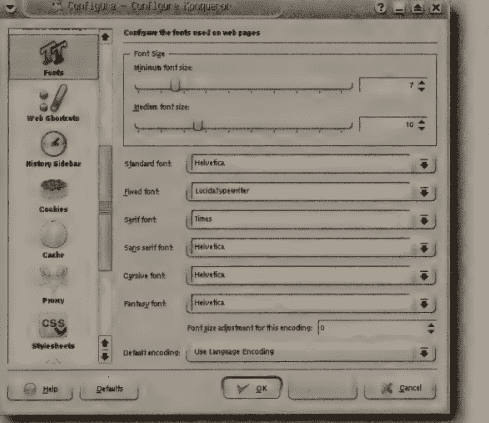 Configure - Configure Konqueror
Configure the fonts used on web pages
Fonts
Web Shortcuts
History Sidebar
Cookies
Cache
Proxy
CSS
Stylesheets
Font Size
Minimum font size:
7
Medium font size:
10
Standard font: Helvetica
Fixed font: LucidaTypewriter
Serif font: Times
Sans serif font: Helvetica
Cursive font: Helvetica
Fantasy font: Helvetica
Font size adjustment for this encoding: 0
Default encoding: Use Language Encoding
Help
Defaults
OK
Cancel